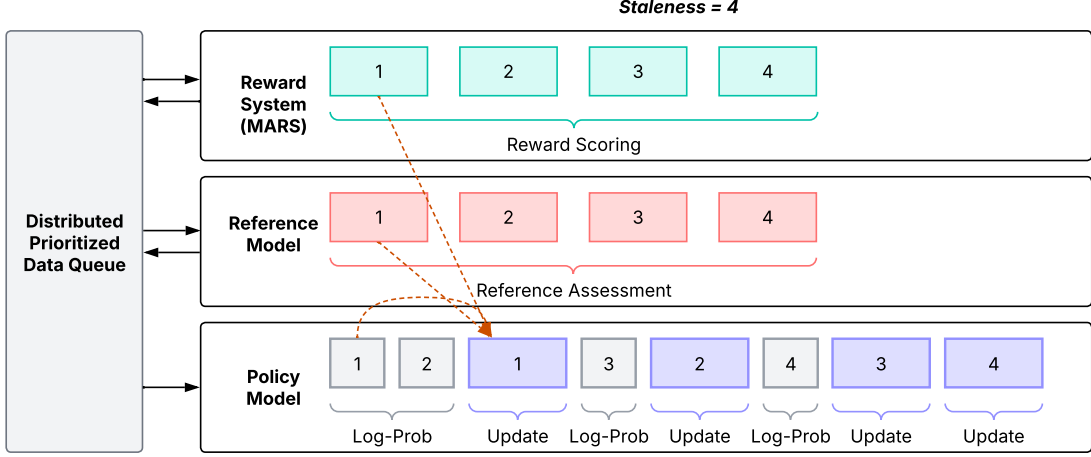 Staleness = 4
Distributed
Prioritized
Data Queue
Reward
System
(MARS)
1 2 3 4
Reward Scoring
Reference
Model
1 2 3 4
Reference Assessment
Policy
Model
1 2 1 3 2 4 3 4
Log-Prob Update Log-Prob Update Log-Prob Update Update